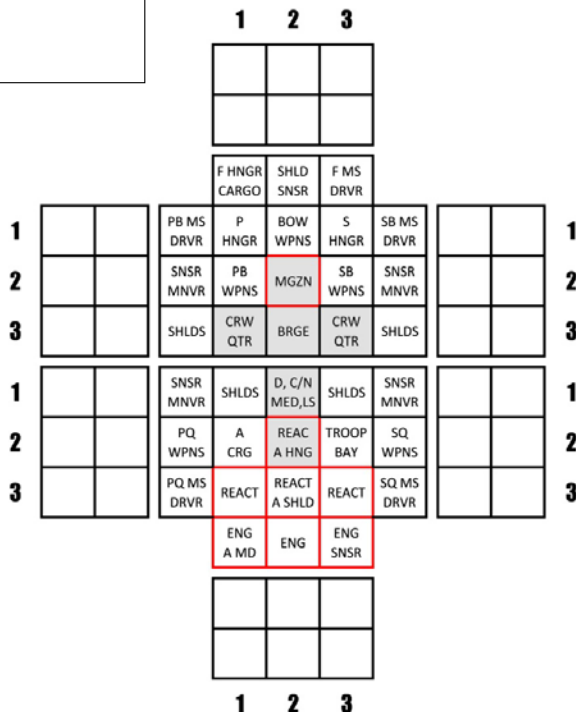 1 2 3
F HNGR CARGO SHLD SNSR F MS DRVR
1 PB MS DRVR P HNGR BOW WPNS S HNGR SB MS DRVR 1
2 SNSR MNVR PB WPNS MGZN SB WPNS SNSR MNVR 2
3 SHLDS CRW QTR BRGE CRW QTR SHLDS 3
1 SNSR MNVR SHLDS D, C/N MED,LS SHLDS SNSR MNVR 1
2 PQ WPNS A CRG REAC A HNG TROOP BAY SQ WPNS 2
3 PQ MS DRVR REACT REACT A SHLD REACT SQ MS DRVR 3
ENG A MD ENG ENG SNSR
1 2 3